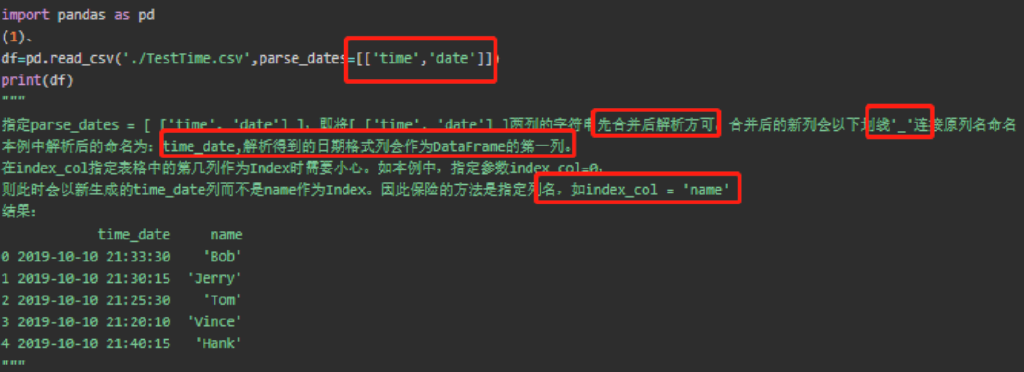 import pandas as pd
(1)、
df=pd.read_csv('./TestTime.csv',parse_dates=[['time','date']])
print(df)
"""
指定parse_dates = [ ['time', 'date'] ]，即将[ ['time', 'date'] ]两列的字符串先合并后解析方可。合并后的新列会以下划线'_'连接原列名命名
本例中解析后的命名为：time_date,解析得到的日期格式列会作为DataFrame的第一列。
在index_col指定表格中的第几列作为Index时需要小心。如本例中，指定参数index_col=0，
则此时会以新生成的time_date列而不是name作为Index。因此保险的方法是指定列名，如index_col = 'name'
结果：
time_date name
0 2019-10-10 21:33:30 'Bob'
1 2019-10-10 21:30:15 'Jerry'
2 2019-10-10 21:25:30 'Tom'
3 2019-10-10 21:20:10 'Vince'
4 2019-10-10 21:40:15 'Hank'
"""